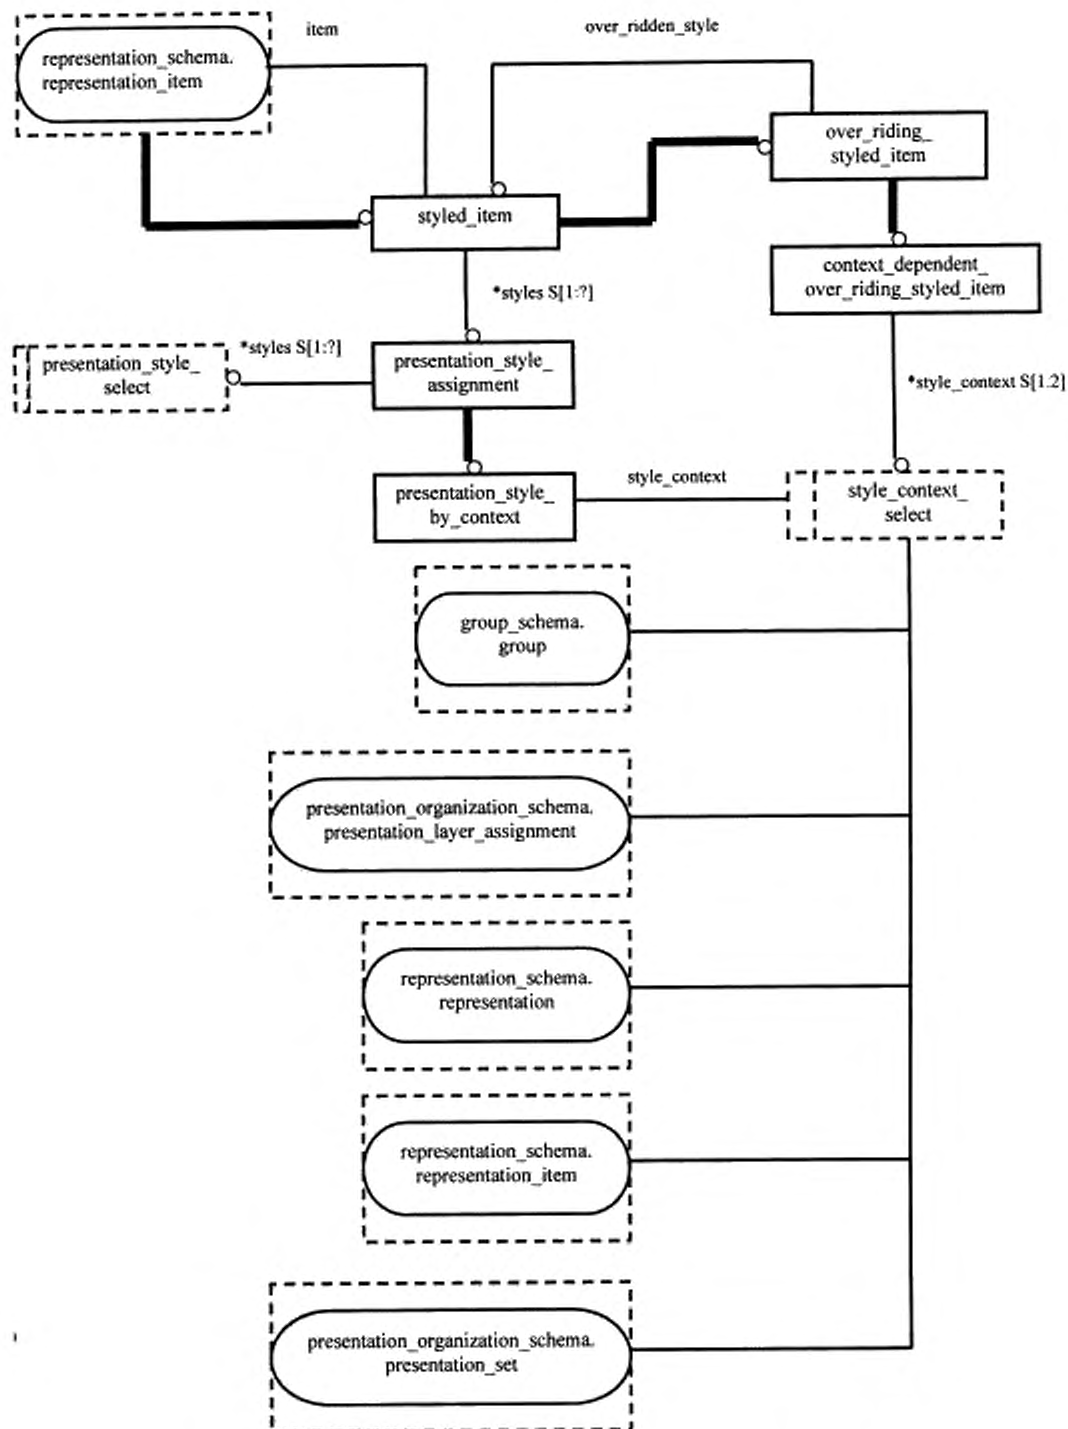 item
over_ridden_style
representation_schema.
representation_item
over_riding_
styled_item
styled_item
context_dependent_
over_riding_styled_item
*styles S[1:?]
*styles S[1:?]
presentation_style_
select
presentation_style_
assignment
*style_context S[1.2]
presentation_style_
by_context
style_context
style_context_
select
group_schema.
group
presentation_organization_schema.
presentation_layer_assignment
representation_schema.
representation
representation_schema.
representation_item
presentation_organization_schema.
presentation_set